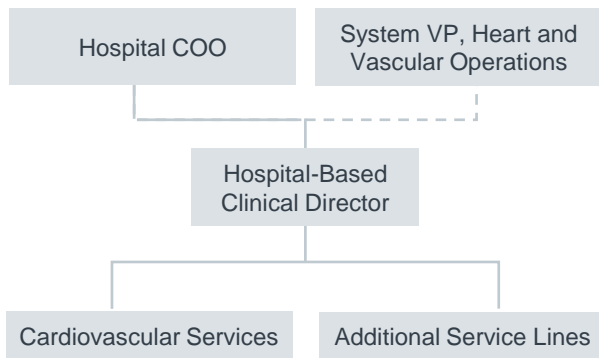 Hospital COO
System VP, Heart and
Vascular Operations
Hospital-Based
Clinical Director
Cardiovascular Services
Additional Service Lines